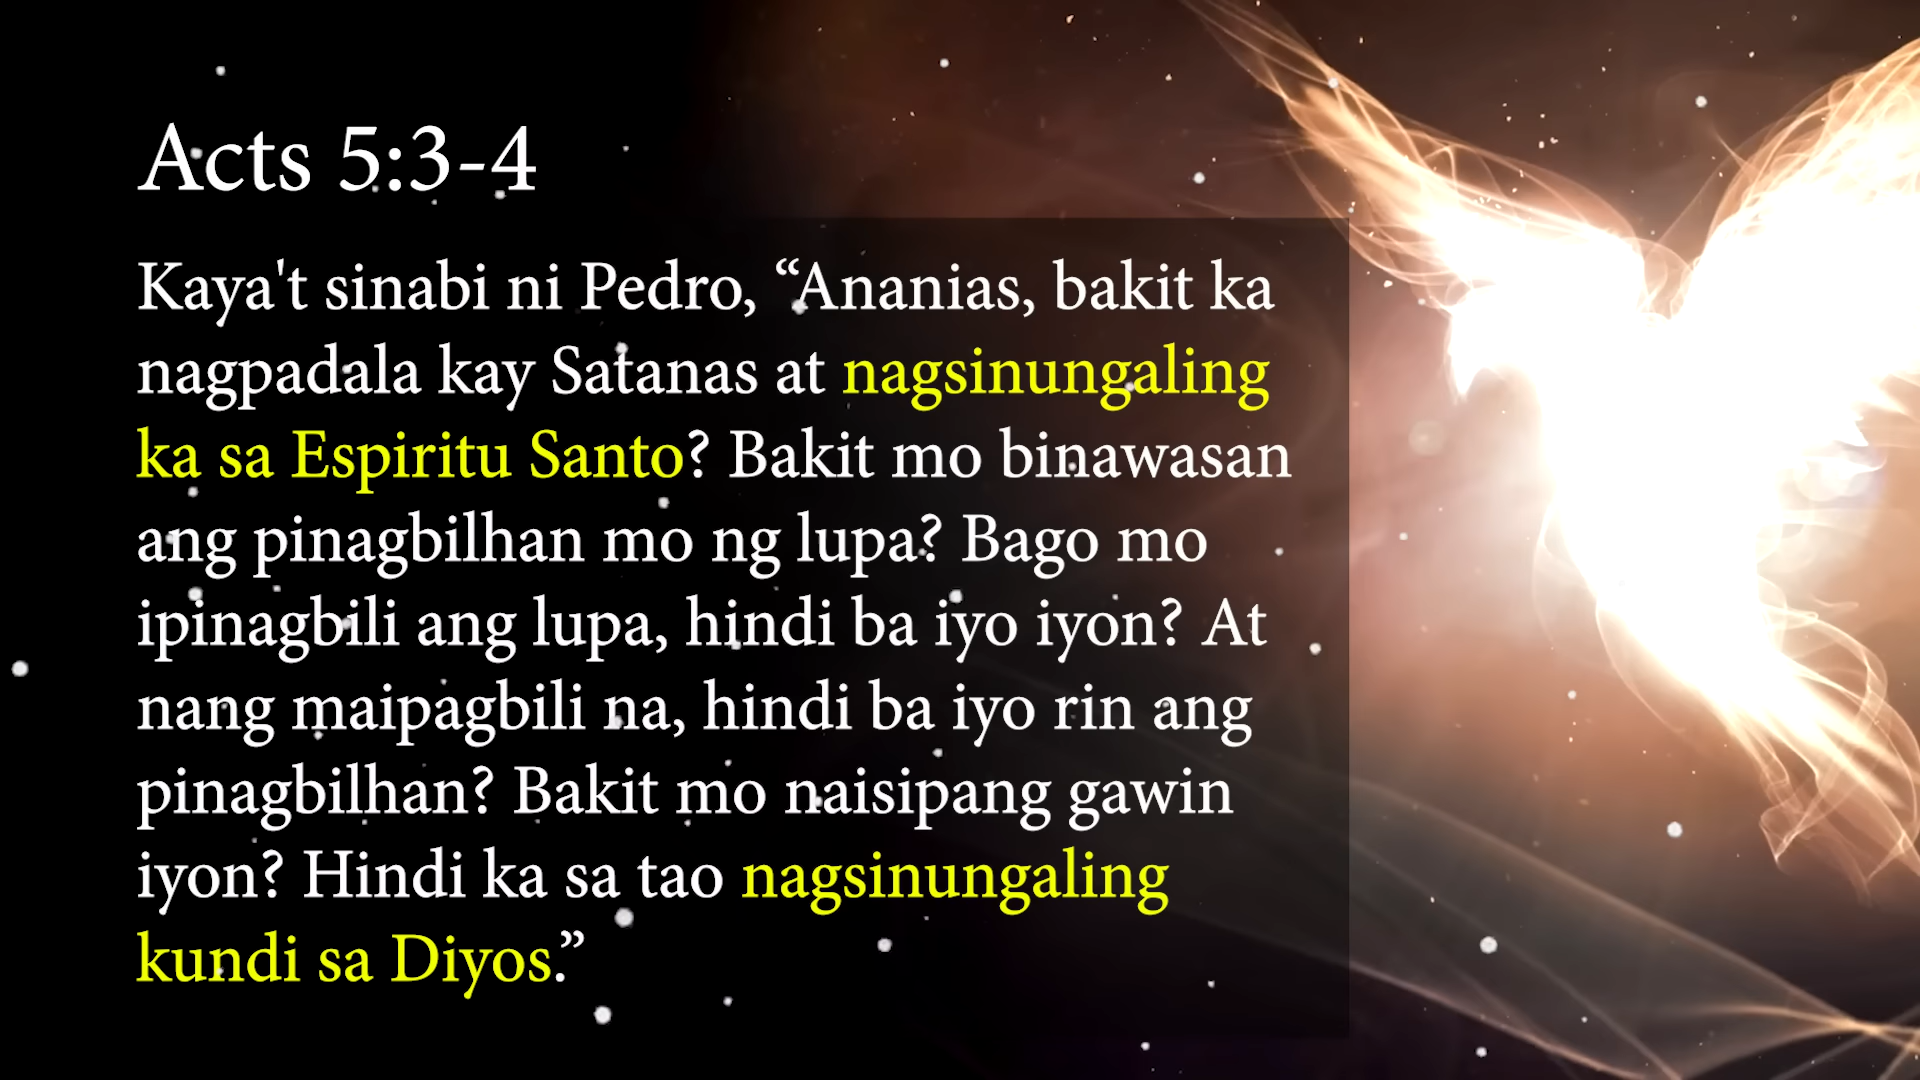 Acts 5:3-4
Kaya't sinabi ni Pedro, “Ananias, bakit ka
nagpadala kay Satanas at nagsinungaling
ka sa Espiritu Santo? Bakit mo binawasan
ang pinagbilhan mo ng lupa? Bago mo
ipinagbili ang lupa, hindi ba iyo iyon? At
nang maipagbili na, hindi ba iyo rin ang
pinagbilhan? Bakit mo naisipang gawin
iyon? Hindi ka sa tao nagsinungaling
kundi sa Diyos.”